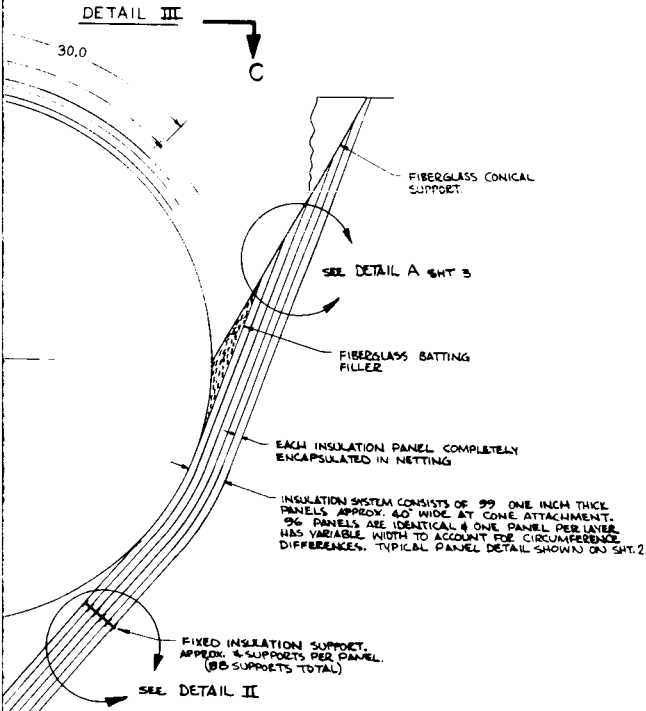 DETAIL III
30.0
C
FIBERGLASS CONICAL
SUPPORT.
SEE DETAIL A SHT 3
FIBERGLASS BATTING
FILLER
EACH INSULATION PANEL COMPLETELY
ENCAPSULATED IN NETTING
INSULATION SYSTEM CONSISTS OF 99 ONE INCH THICK
PANELS APPROX. 40" WIDE AT CONE ATTACHMENT.
96 PANELS ARE IDENTICAL & ONE PANEL PER LAYER
HAS VARIABLE WIDTH TO ACCOUNT FOR CIRCUMFERENCE
DIFFERENCES. TYPICAL PANEL DETAIL SHOWN ON SHT. 2.
FIXED INSULATION SUPPORT.
APPROX. 4 SUPPORTS PER PANEL.
(88 SUPPORTS TOTAL)
SEE DETAIL II